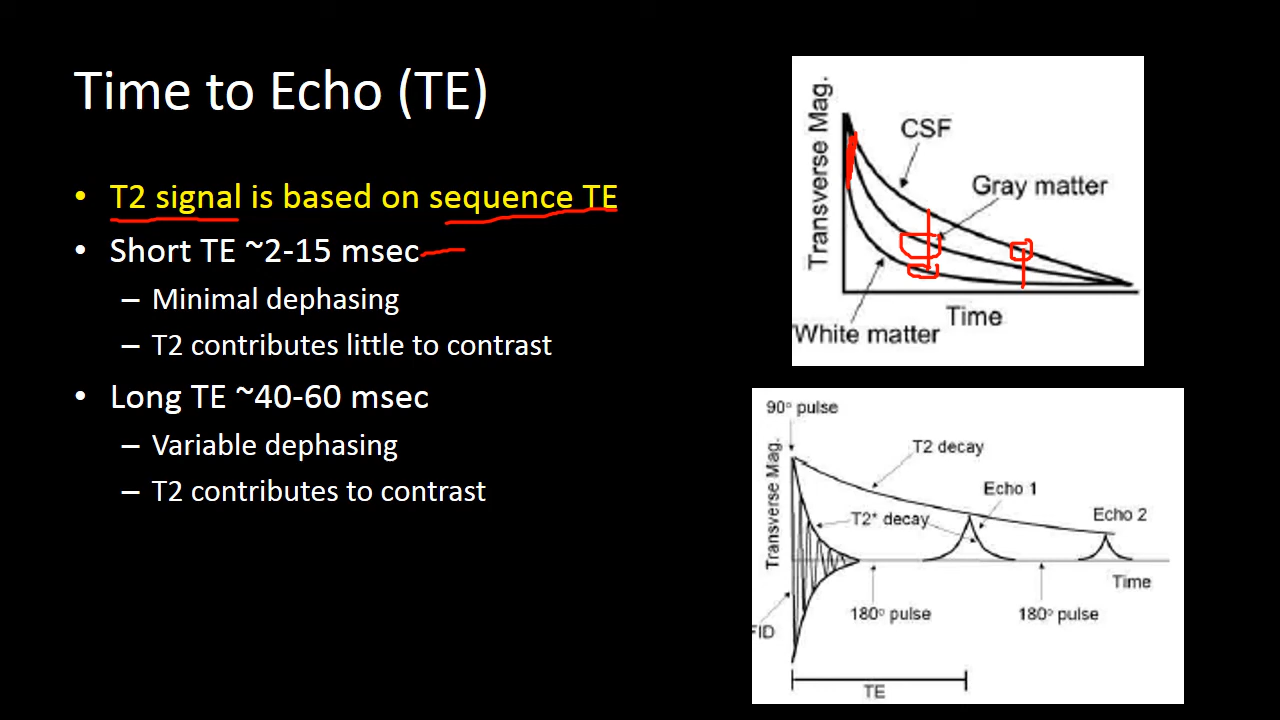 Time to Echo (TE)
• T2 signal is based on sequence TE
• Short TE ~2-15 msec
– Minimal dephasing
– T2 contributes little to contrast
• Long TE ~40-60 msec
– Variable dephasing
– T2 contributes to contrast
Transverse Mag.
CSF
Gray matter
White matter
Time
90° pulse
Transverse Mag.
T2 decay
Echo 1
T2* decay
Echo 2
Time
180° pulse
180° pulse
FID
TE